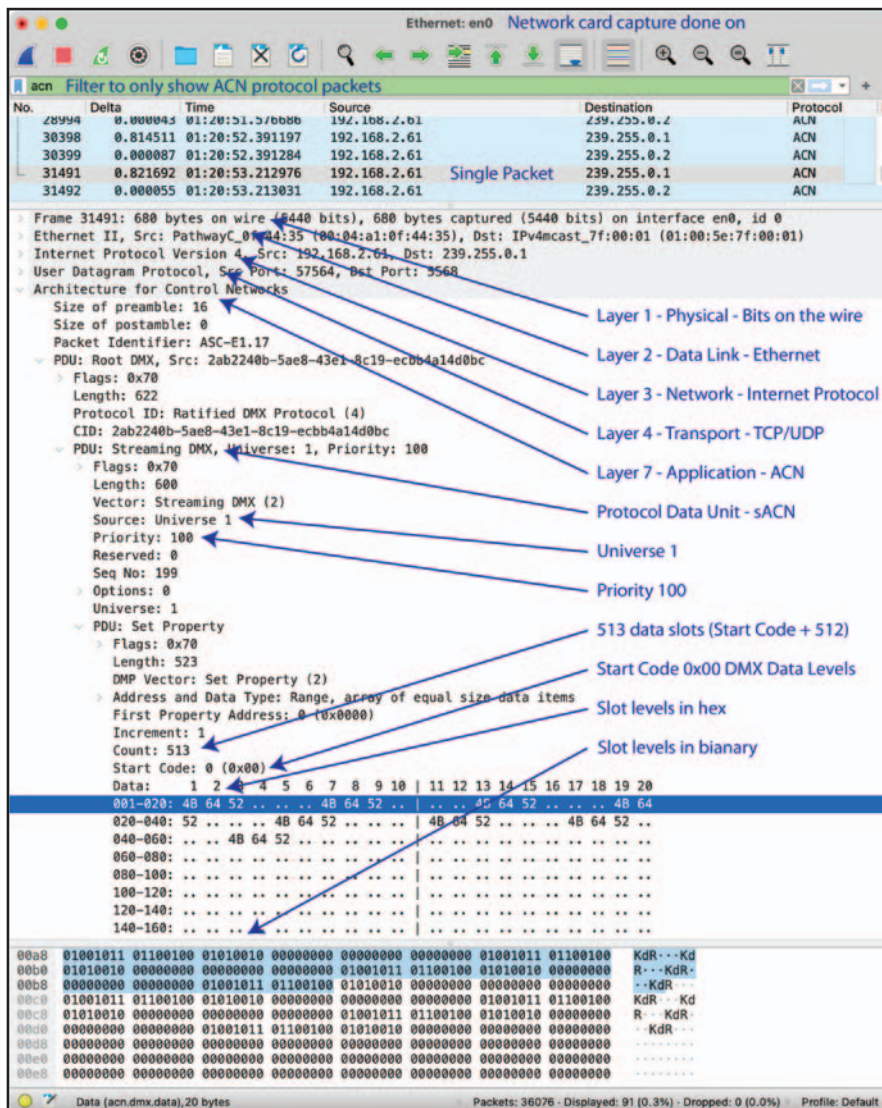 Ethernet: en0 Network card capture done on
acn Filter to only show ACN protocol packets
No. Delta Time Source Destination Protocol
28994 0.000043 01:20:51.576686 192.168.2.61 239.255.0.2 ACN
30398 0.814511 01:20:52.391197 192.168.2.61 239.255.0.1 ACN
30399 0.000087 01:20:52.391284 192.168.2.61 239.255.0.2 ACN
31491 0.821692 01:20:53.212976 192.168.2.61 Single Packet 239.255.0.1 ACN
31492 0.000055 01:20:53.213031 192.168.2.61 239.255.0.2 ACN
Frame 31491: 680 bytes on wire (5440 bits), 680 bytes captured (5440 bits) on interface en0, id 0
Ethernet II, Src: PathwayC_0f:44:35 (00:04:a1:0f:44:35), Dst: IPv4mcast_7f:00:01 (01:00:5e:7f:00:01)
Internet Protocol Version 4, Src: 192.168.2.61, Dst: 239.255.0.1
User Datagram Protocol, Src Port: 57564, Dst Port: 5568
Architecture for Control Networks
Size of preamble: 16
Layer 1 - Physical - Bits on the wire
Size of postamble: 0
Packet Identifier: ASC-E1.17
Layer 2 - Data Link - Ethernet
PDU: Root DMX, Src: 2ab2240b-5ae8-43e1-8c19-ecbb4a14d0bc
Flags: 0x70
Layer 3 - Network - Internet Protocol
Length: 622
Protocol ID: Ratified DMX Protocol (4)
Layer 4 - Transport - TCP/UDP
CID: 2ab2240b-5ae8-43e1-8c19-ecbb4a14d0bc
PDU: Streaming DMX, Universe: 1, Priority: 100
Layer 7 - Application - ACN
Flags: 0x70
Length: 600
Vector: Streaming DMX (2)
Protocol Data Unit - sACN
Source: Universe 1
Priority: 100
Universe 1
Reserved: 0
Seq No: 199
Priority 100
Options: 0
Universe: 1
PDU: Set Property
513 data slots (Start Code + 512)
Flags: 0x70
Length: 523
Start Code 0x00 DMX Data Levels
DMP Vector: Set Property (2)
Address and Data Type: Range, array of equal size data items
First Property Address: 0 (0x0000)
Slot levels in hex
Increment: 1
Count: 513
Slot levels in bianary
Start Code: 0 (0x00)
Data: 1 2 3 4 5 6 7 8 9 10 | 11 12 13 14 15 16 17 18 19 20
001-020: 4B 64 52 .. .. .. 4B 64 52 .. | .. .. 4B 64 52 .. .. .. 4B 64
020-040: 52 .. .. .. 4B 64 52 .. .. .. | 4B 64 52 .. .. .. 4B 64 52 ..
040-060: .. .. 4B 64 52 .. .. .. .. .. | .. .. .. .. .. .. .. .. .. ..
060-080: .. .. .. .. .. .. .. .. .. .. | .. .. .. .. .. .. .. .. .. ..
080-100: .. .. .. .. .. .. .. .. .. .. | .. .. .. .. .. .. .. .. .. ..
100-120: .. .. .. .. .. .. .. .. .. .. | .. .. .. .. .. .. .. .. .. ..
120-140: .. .. .. .. .. .. .. .. .. .. | .. .. .. .. .. .. .. .. .. ..
140-160: .. .. .. .. .. .. .. .. .. .. | .. .. .. .. .. .. .. .. .. ..
00a8 01001011 01100100 01010010 00000000 00000000 00000000 01001011 01100100 KdR···Kd
00b0 01010010 00000000 00000000 00000000 01001011 01100100 01010010 00000000 R···KdR·
00b8 00000000 00000000 01001011 01100100 01010010 00000000 00000000 00000000 ··KdR···
00c0 01001011 01100100 01010010 00000000 00000000 00000000 01001011 01100100 KdR···Kd
00c8 01010010 00000000 00000000 00000000 01001011 01100100 01010010 00000000 R···KdR·
00d0 00000000 00000000 01001011 01100100 01010010 00000000 00000000 00000000 ··KdR···
00d8 00000000 00000000 00000000 00000000 00000000 00000000 00000000 00000000 ········
00e0 00000000 00000000 00000000 00000000 00000000 00000000 00000000 00000000 ········
00e8 00000000 00000000 00000000 00000000 00000000 00000000 00000000 00000000 ········
Data (acn.dmx.data), 20 bytes Packets: 36076 · Displayed: 91 (0.3%) · Dropped: 0 (0.0%) Profile: Default